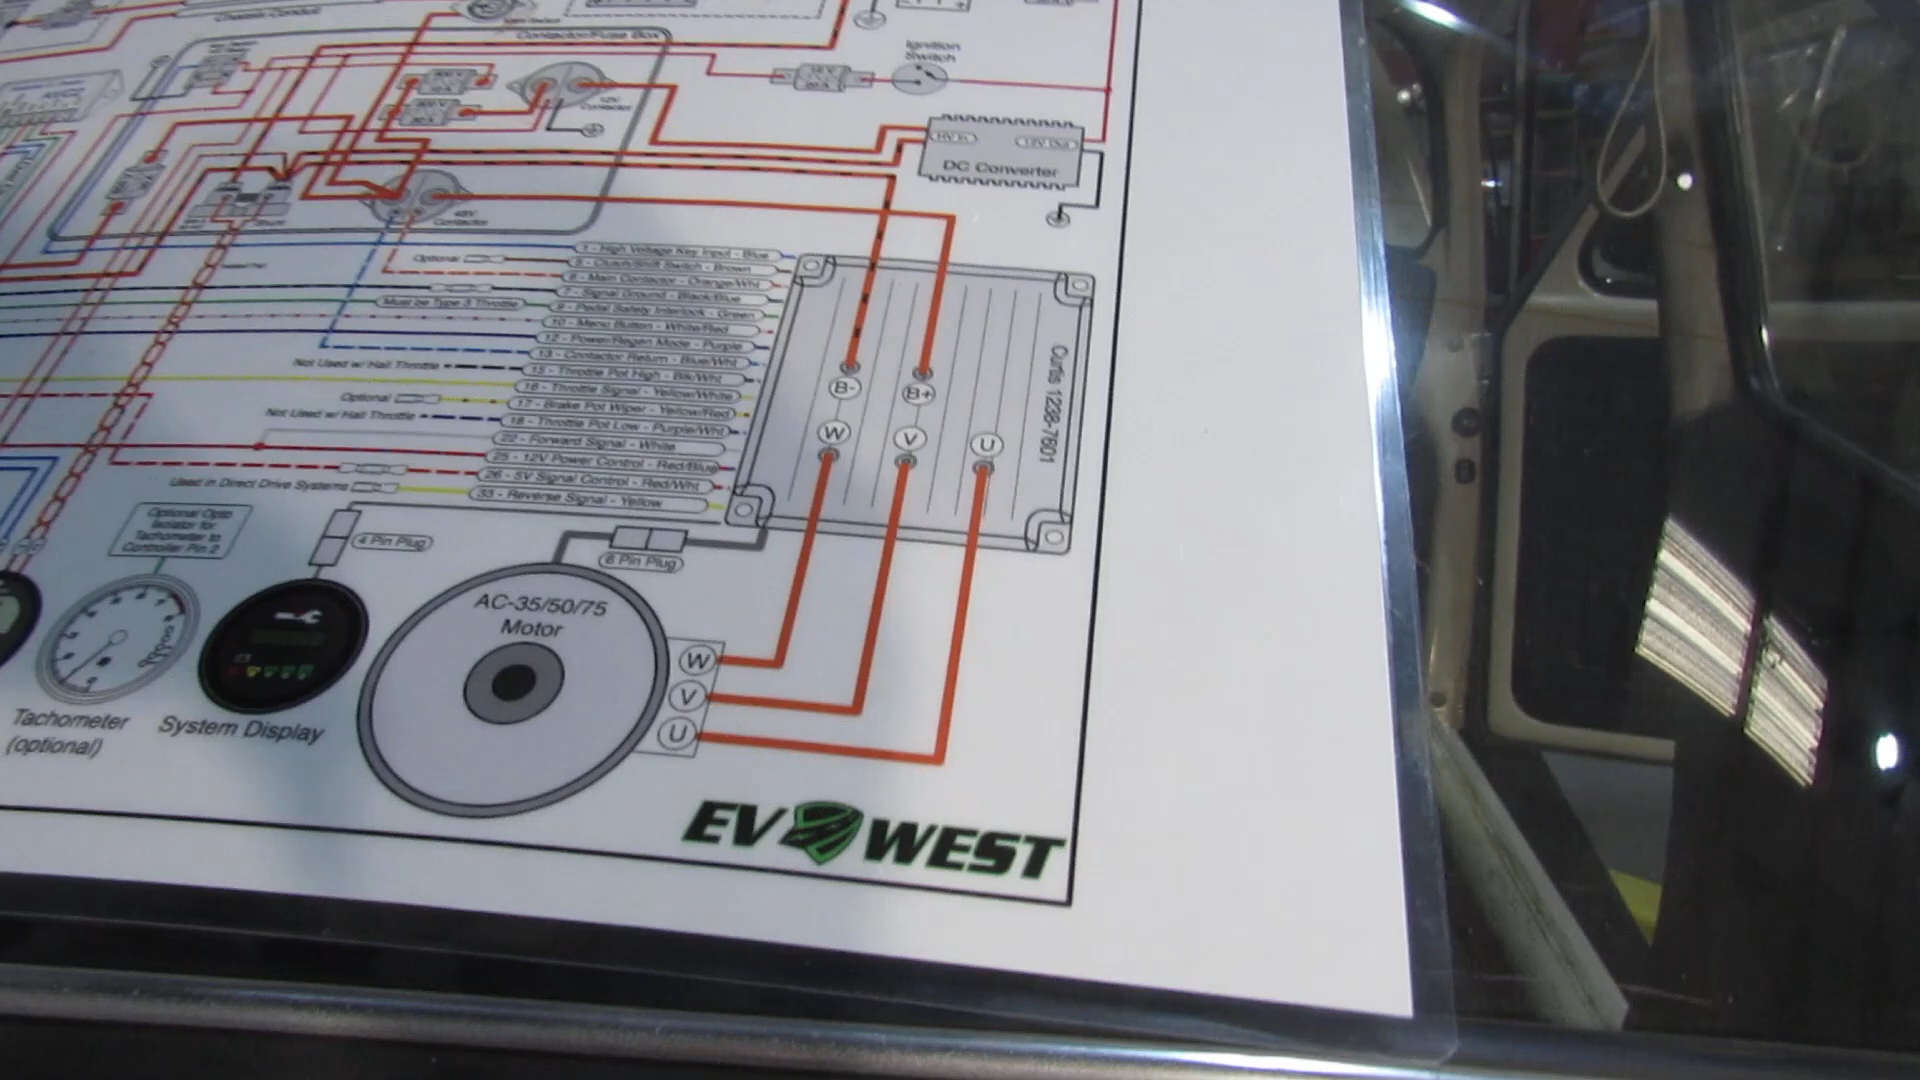 Chassis Conduit
Contactor/Fuse Box
Ignition
Switch
12V
Contactor
HV In
12V Out
DC Converter
48V
Contactor
Shunt
1 - High Voltage Key Input - Blue
Optional
5 - Comm/Shift Switch - Brown
6 - Main Contactor - Orange/Wht
7 - Signal Ground - Black/Blue
Must be Type 3 Throttle
9 - Pedal Safety Interlock - Green
10 - Menu Button - White/Red
12 - Power/Regen Mode - Purple
13 - Contactor Return - Blue/Wht
Not Used w/ Hall Throttle
15 - Throttle Pot High - Blk/Wht
16 - Throttle Signal - Yellow/White
Optional
17 - Brake Pot Wiper - Yellow/Red
Not Used w/ Hall Throttle
18 - Throttle Pot Low - Purple/Wht
22 - Forward Signal - White
25 - 12V Power Control - Red/Blue
26 - 5V Signal Control - Red/Wht
Used in Direct Drive Systems
33 - Reverse Signal - Yellow
B-
B+
W
V
U
Curtis 1238-7601
Optional Opto
Isolator for
Tachometer to
Controller Pin 2
4 Pin Plug
6 Pin Plug
AC-35/50/75
Motor
W
V
U
Tachometer
(optional)
System Display
EV WEST